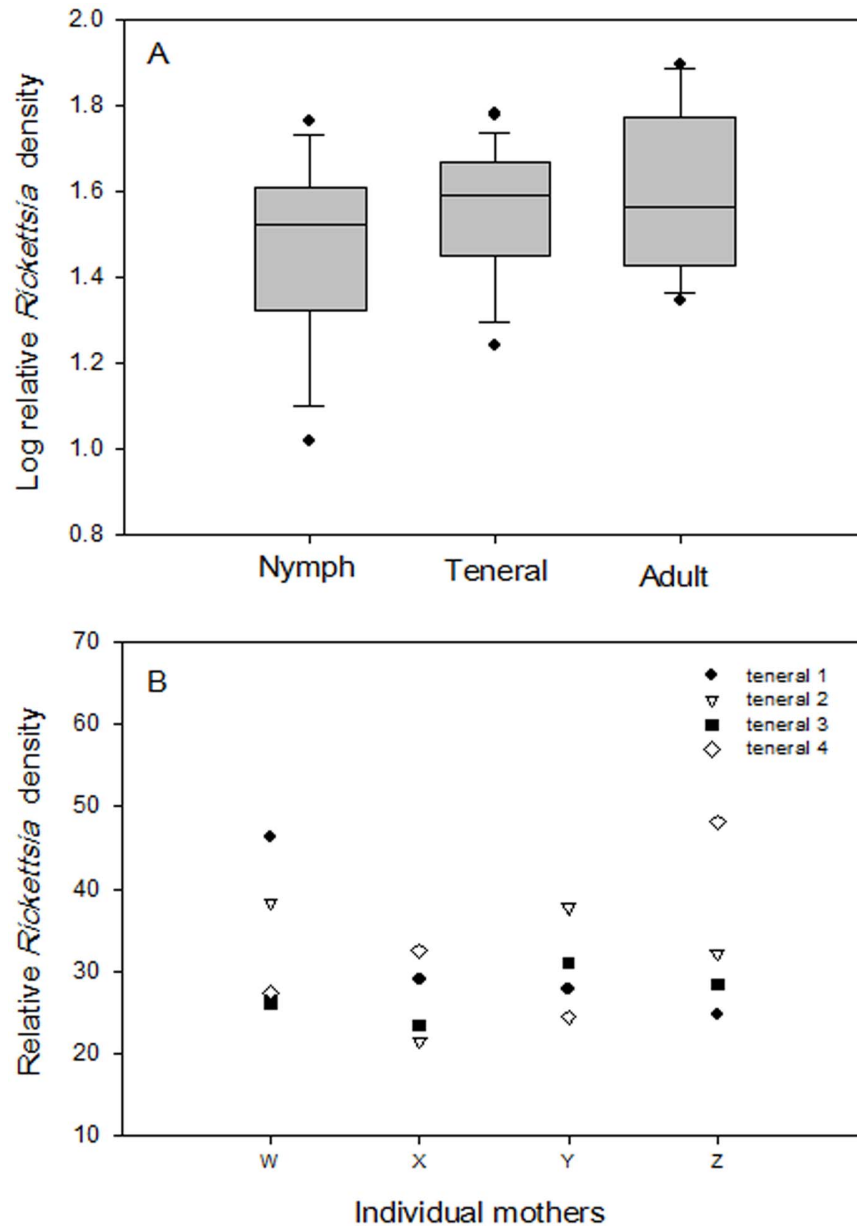 A
Log relative Rickettsia density
2.0
1.8
1.6
1.4
1.2
1.0
0.8
Nymph Teneral Adult
B
Relative Rickettsia density
70
60
50
40
30
20
10
teneral 1
teneral 2
teneral 3
teneral 4
W X Y Z
Individual mothers